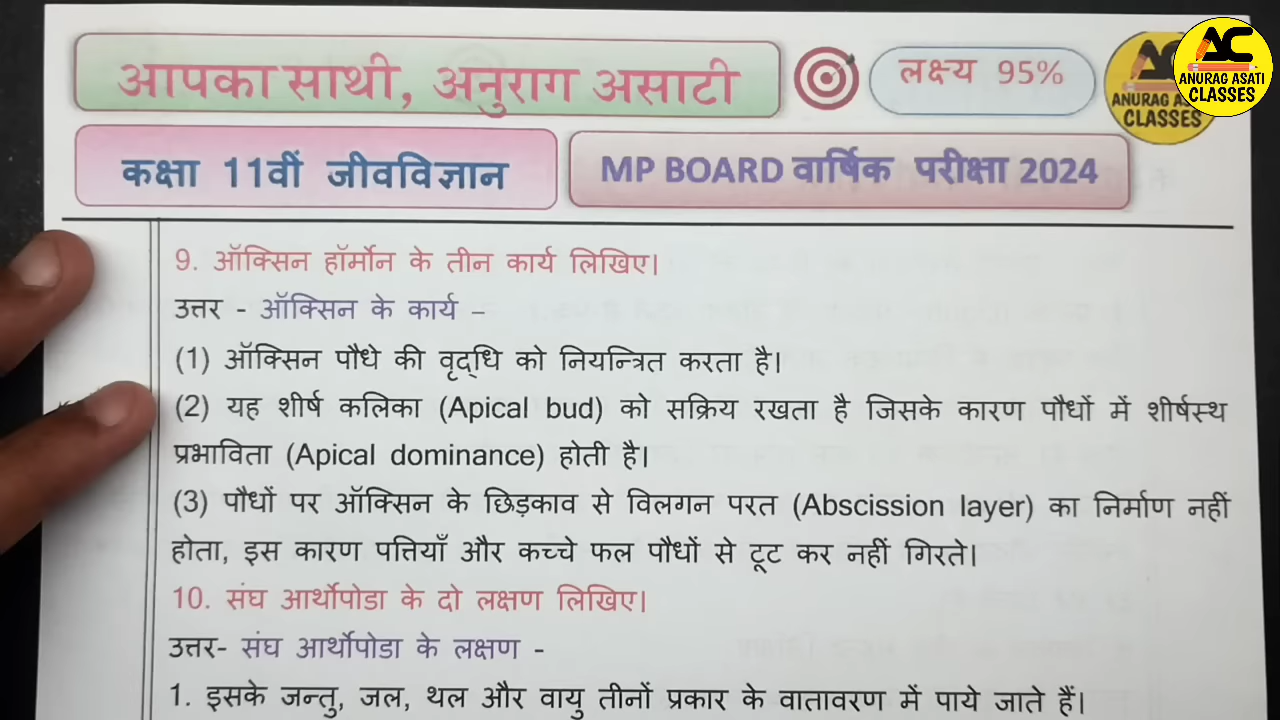 आपका साथी, अनुराग असाटी
लक्ष्य 95%
AC
ANURAG ASATI
CLASSES
कक्षा 11वीं जीवविज्ञान
MP BOARD वार्षिक परीक्षा 2024
9. ऑक्सिन हॉर्मोन के तीन कार्य लिखिए।
उत्तर - ऑक्सिन के कार्य –
(1) ऑक्सिन पौधे की वृद्धि को नियन्त्रित करता है।
(2) यह शीर्ष कलिका (Apical bud) को सक्रिय रखता है जिसके कारण पौधों में शीर्षस्थ
प्रभाविता (Apical dominance) होती है।
(3) पौधों पर ऑक्सिन के छिड़काव से विलगन परत (Abscission layer) का निर्माण नहीं
होता, इस कारण पत्तियाँ और कच्चे फल पौधों से टूट कर नहीं गिरते।
10. संघ आर्थोपोडा के दो लक्षण लिखिए।
उत्तर- संघ आर्थोपोडा के लक्षण -
1. इसके जन्तु, जल, थल और वायु तीनों प्रकार के वातावरण में पाये जाते हैं।